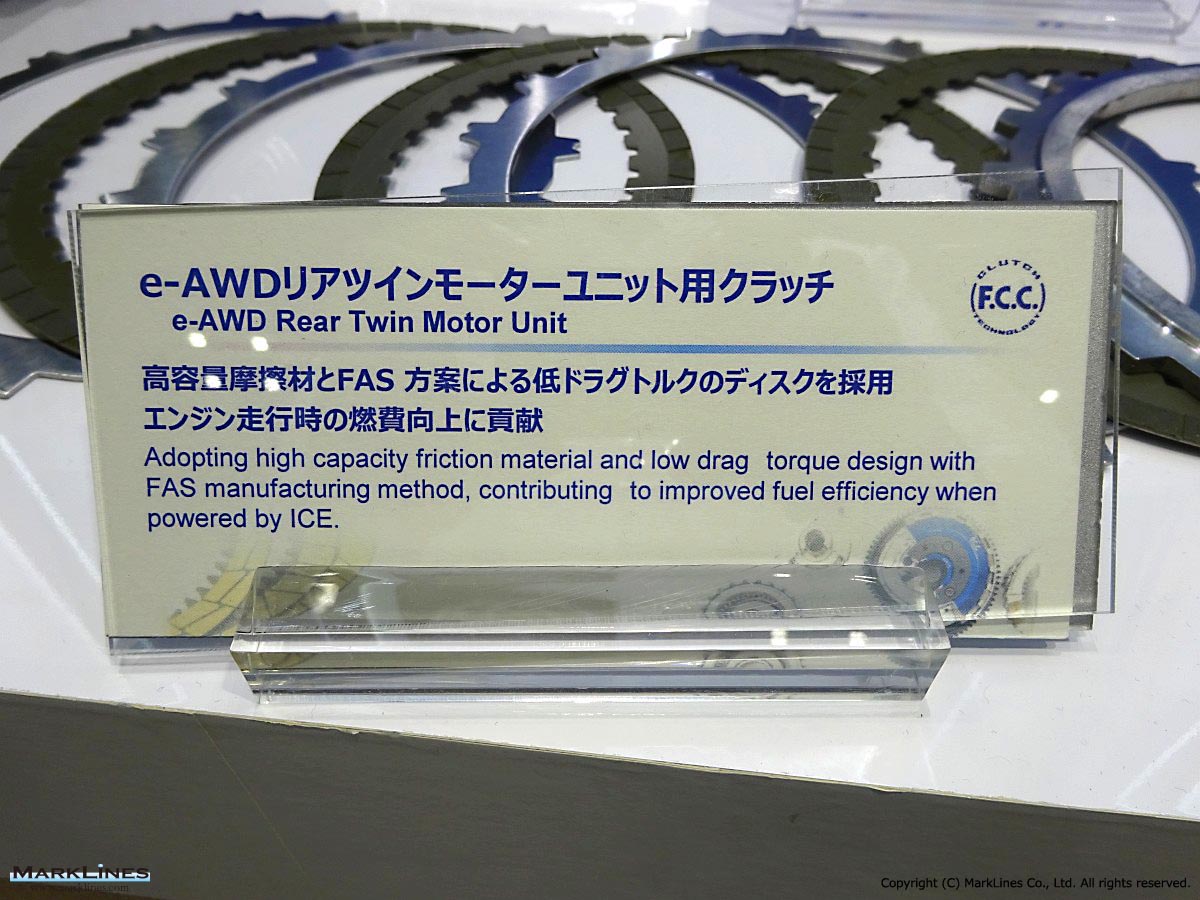 e-AWDリアツインモーターユニット用クラッチ
e-AWD Rear Twin Motor Unit
CLUTCH
F.C.C.
TECHNOLOGY
高容量摩擦材とFAS 方案による低ドラグトルクのディスクを採用
エンジン走行時の燃費向上に貢献
Adopting high capacity friction material and low drag torque design with
FAS manufacturing method, contributing to improved fuel efficiency when
powered by ICE.
MARKLINES
www.marklines.com
Copyright (C) MarkLines Co., Ltd. All rights reserved.